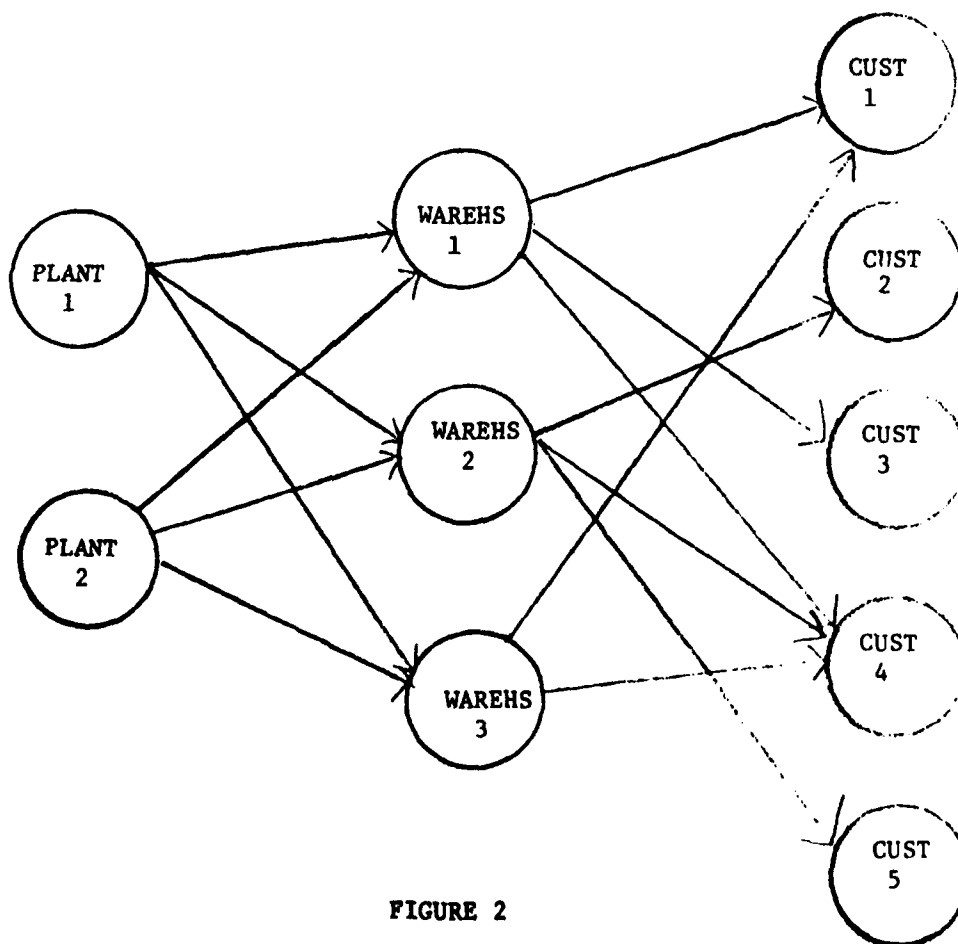 PLANT
1
PLANT
2
WAREHS
1
WAREHS
2
WAREHS
3
CUST
1
CUST
2
CUST
3
CUST
4
CUST
5
FIGURE 2